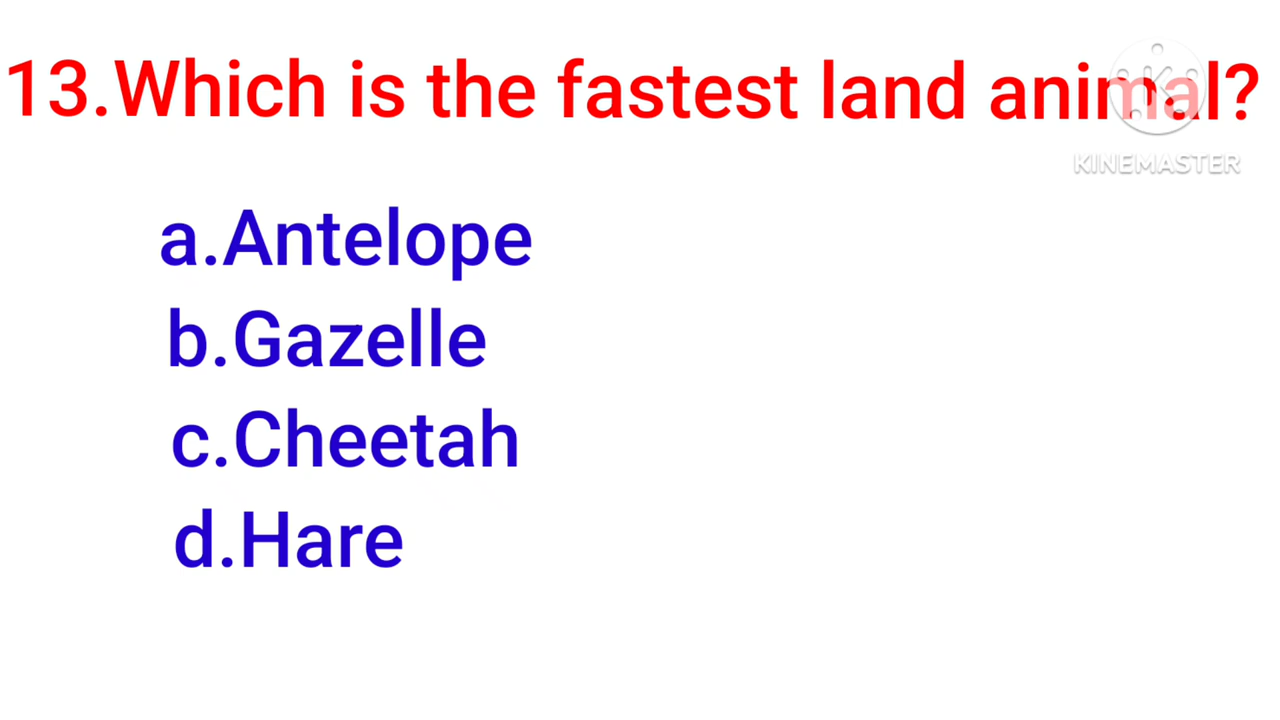 13.Which is the fastest land animal?
KINEMASTER
a.Antelope
b.Gazelle
c.Cheetah
d.Hare